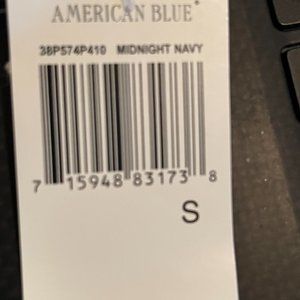 AMERICAN BLUE®
38P574P410 MIDNIGHT NAVY
7 15948 83173 8
S